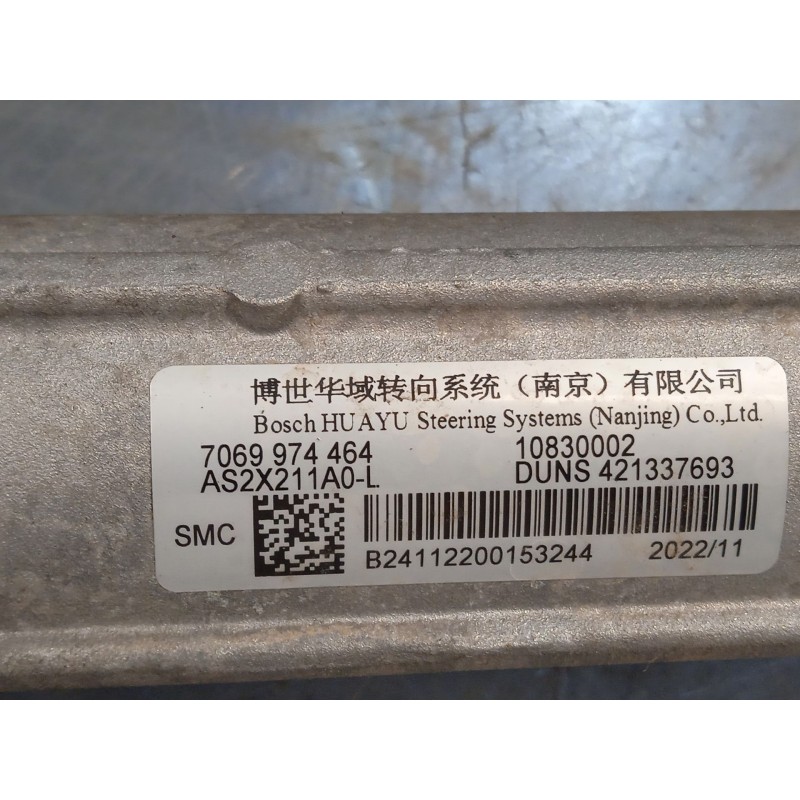 博世华域转向系统（南京）有限公司
Bosch HUAYU Steering Systems (Nanjing) Co.,Ltd.
7069 974 464 10830002
AS2X211A0-L DUNS 421337693
SMC
B24112200153244 2022/11